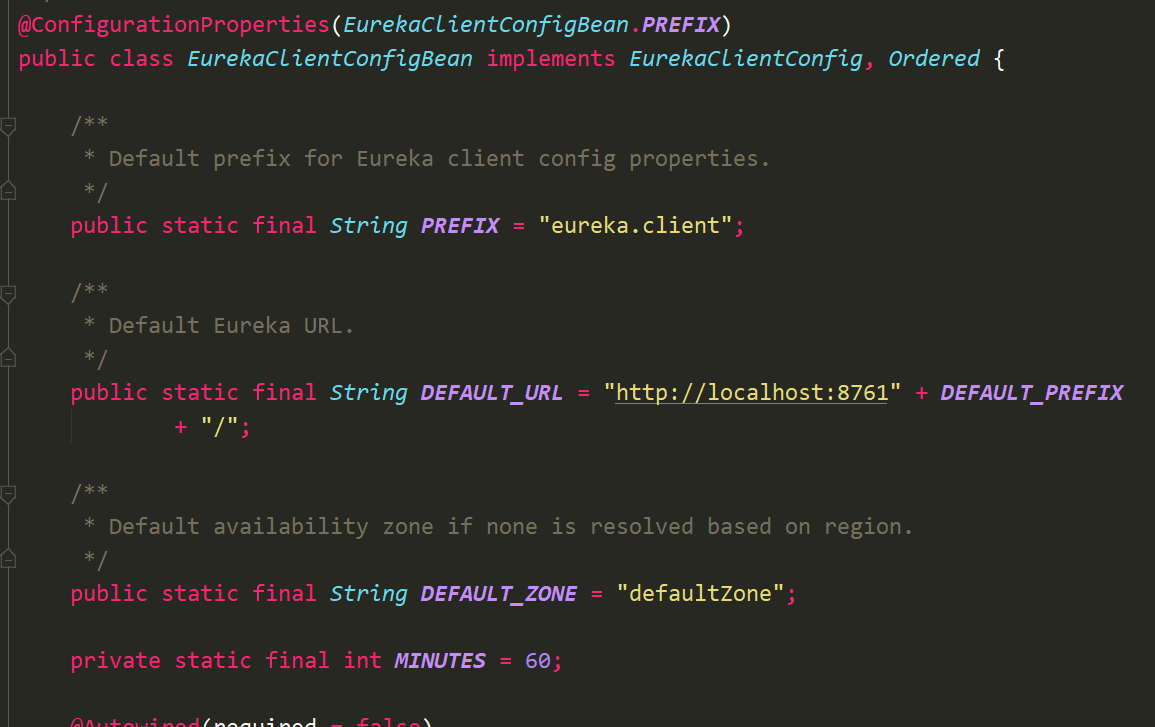 @ConfigurationProperties(EurekaClientConfigBean.PREFIX)
public class EurekaClientConfigBean implements EurekaClientConfig, Ordered {
/**
* Default prefix for Eureka client config properties.
*/
public static final String PREFIX = "eureka.client";
/**
* Default Eureka URL.
*/
public static final String DEFAULT_URL = "http://localhost:8761" + DEFAULT_PREFIX
+ "/";
/**
* Default availability zone if none is resolved based on region.
*/
public static final String DEFAULT_ZONE = "defaultZone";
private static final int MINUTES = 60;
@Autowired(required = false)